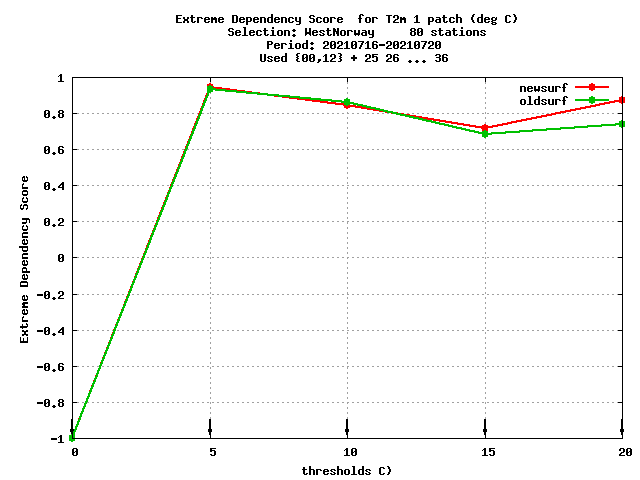 Extreme Dependency Score  for T2m 1 patch (deg C)
Selection: WestNorway     80 stations
Period: 20210716-20210720
Used {00,12} + 25 26 ... 36
newsurf
oldsurf
1
0.8
0.6
0.4
0.2
0
-0.2
-0.4
-0.6
-0.8
-1
Extreme Dependency Score
0 5 10 15 20
thresholds C)